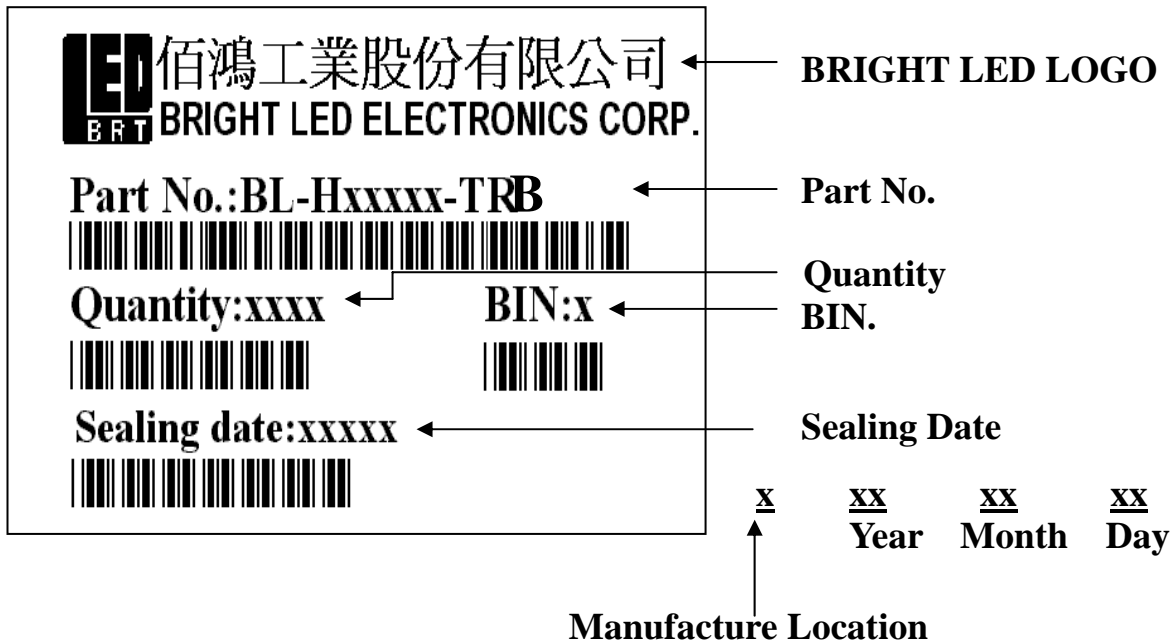 LED 佰鴻工業股份有限公司 BRIGHT LED LOGO
BRT BRIGHT LED ELECTRONICS CORP.
Part No.:BL-Hxxxxx-TRB Part No.
Quantity
Quantity:xxxx BIN:x BIN.
Sealing date:xxxxx Sealing Date
x xx xx xx
Year Month Day
Manufacture Location